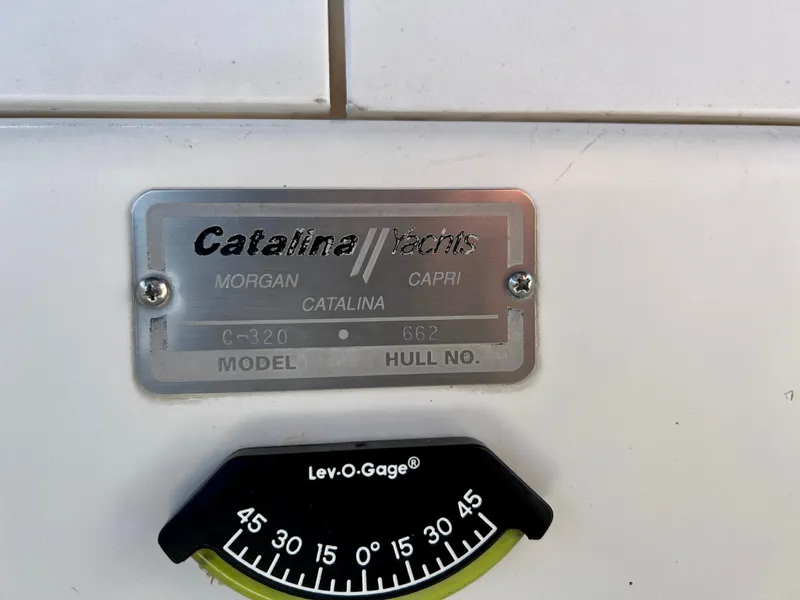 Catalina Yachts
MORGAN CAPRI
CATALINA
C-320 • 662
MODEL HULL NO.
Lev-O-Gage®
45 30 15 0° 15 30 45